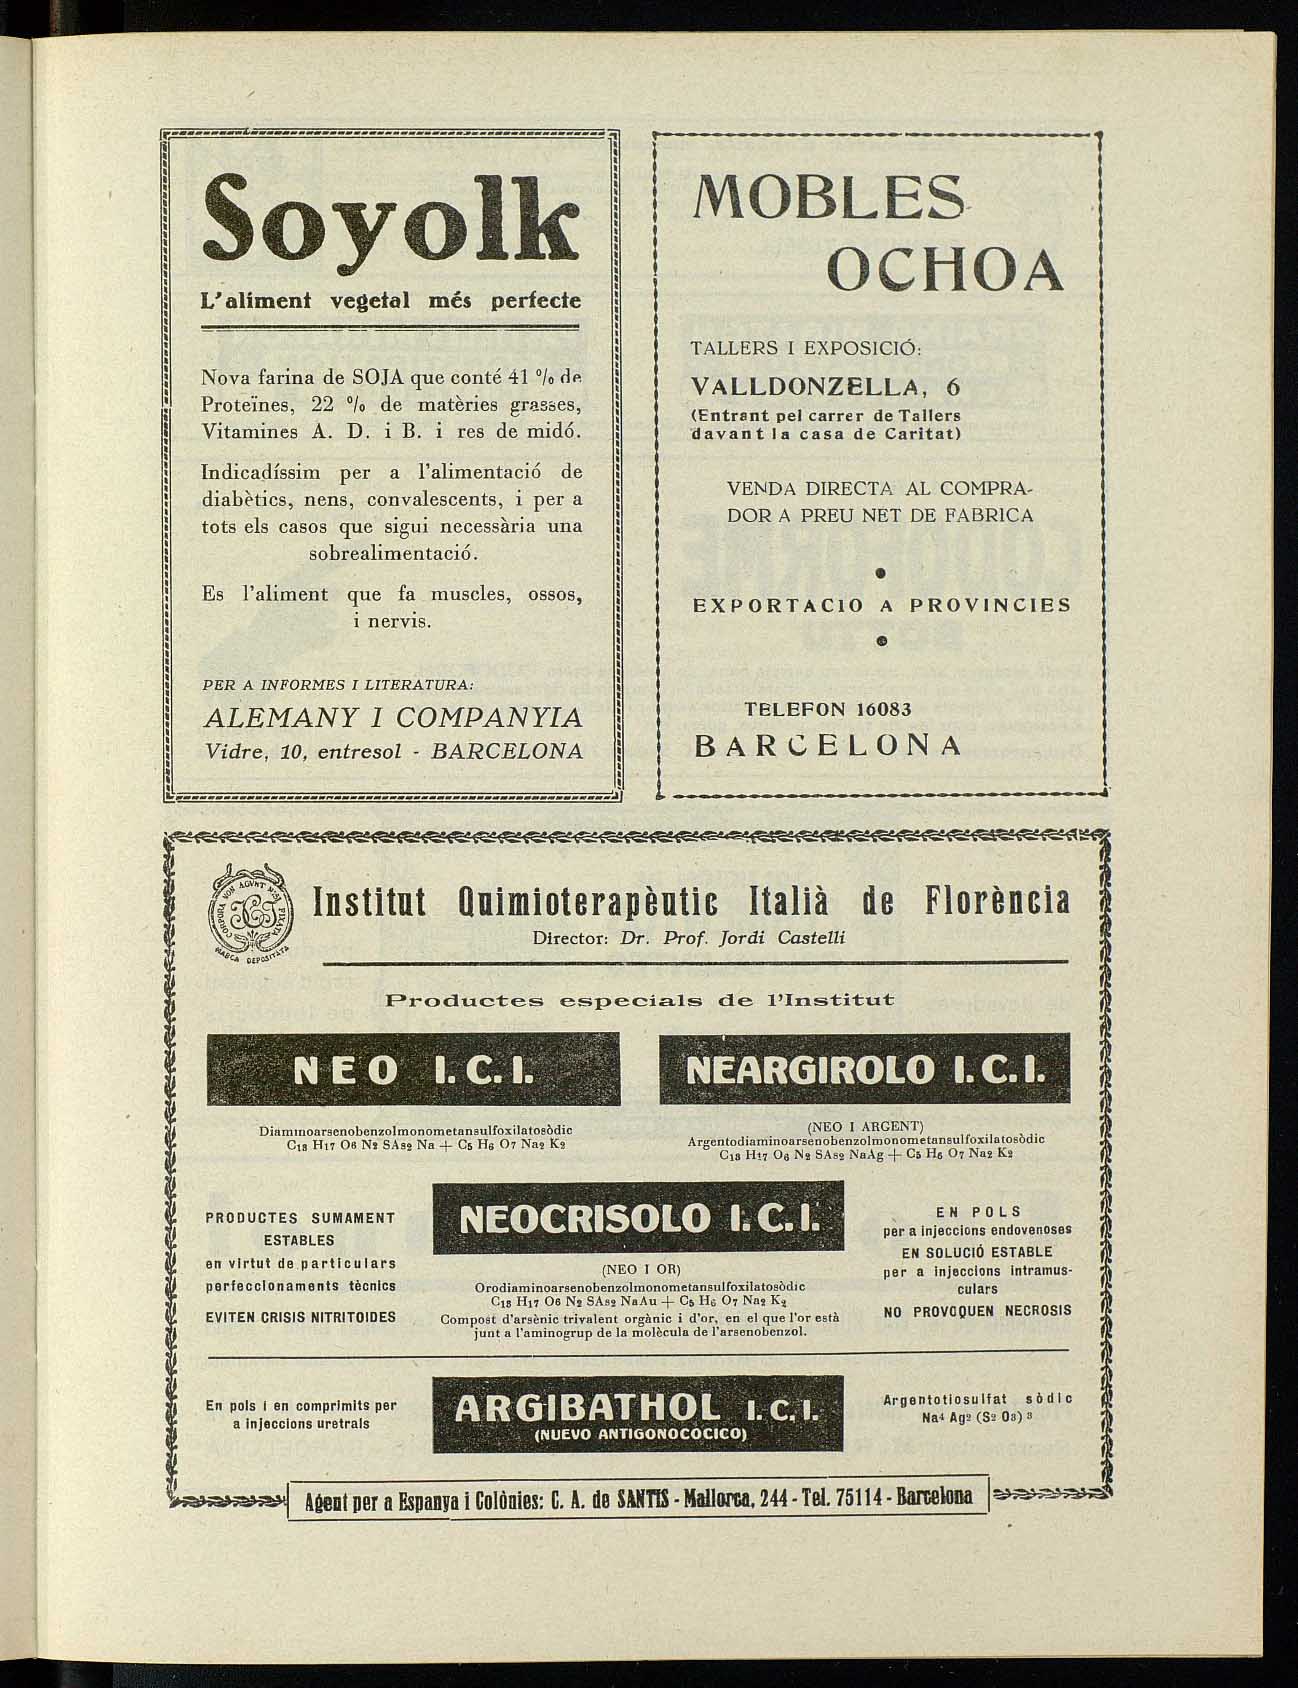 Soyolk
L'aliment vegetal més perfecte
Nova farina de SOJA que conté 41 % de
Proteïnes, 22 % de matèries grasses,
Vitamines A. D. i B. i res de midó.
Indicadíssim per a l'alimentació de
diabètics, nens, convalescents, i per a
tots els casos que sigui necessària una
sobrealimentació.
Es l'aliment que fa muscles, ossos,
i nervis.
PER A INFORMES I LITERATURA:
ALEMANY I COMPANYIA
Vidre, 10, entresol - BARCELONA
MOBLES
OCHOA
TALLERS I EXPOSICIÓ:
VALLDONZELLA, 6
(Entrant pel carrer de Tallers
davant la casa de Caritat)
VENDA DIRECTA AL COMPRA-
DOR A PREU NET DE FABRICA
EXPORTACIO A PROVINCIES
TELEFON 16083
BARCELONA
CORPORA NON AGUNT NISI FIXATA
MARCA DEPOSITATA
Institut Quimioterapèutic Italià de Florència
Director: Dr. Prof. Jordi Castelli
Productes especials de l'Institut
NEO I. C. I.
Diaminoarsenobenzolmonometansulfoxilatosòdic
C18 H17 O6 N2 SAs2 Na + C5 H6 O7 Na2 K2
NEARGIROLO I. C. I.
(NEO I ARGENT)
Argentodiaminoarsenobenzolmonometansulfoxilatosòdic
C18 H17 O6 N2 SAs2 NaAg + C5 H6 O7 Na2 K2
PRODUCTES SUMAMENT
ESTABLES
en virtut de particulars
perfeccionaments tècnics
EVITEN CRISIS NITRITOIDES
NEOCRISOLO I. C. I.
(NEO I OR)
Orodiaminoarsenobenzolmonometansulfoxilatosòdic
C18 H17 O6 N2 SAs2 NaAu + C5 H6 O7 Na2 K2
Compost d'arsènic trivalent orgànic i d'or, en el que l'or està
junt a l'aminogrup de la molècula de l'arsenobenzol.
EN POLS
per a injeccions endovenoses
EN SOLUCIÓ ESTABLE
per a injeccions intramus-
culars
NO PROVOQUEN NECROSIS
En pols i en comprimits per
a injeccions uretrals
ARGIBATHOL I. C. I.
(NUEVO ANTIGONOCÓCICO)
Argentotiosulfat sòdic
Na4 Ag2 (S2 O3) 3
Agent per a Espanya i Colònies: C. A. de SANTIS - Mallorca, 244 - Tel. 75114 - Barcelona